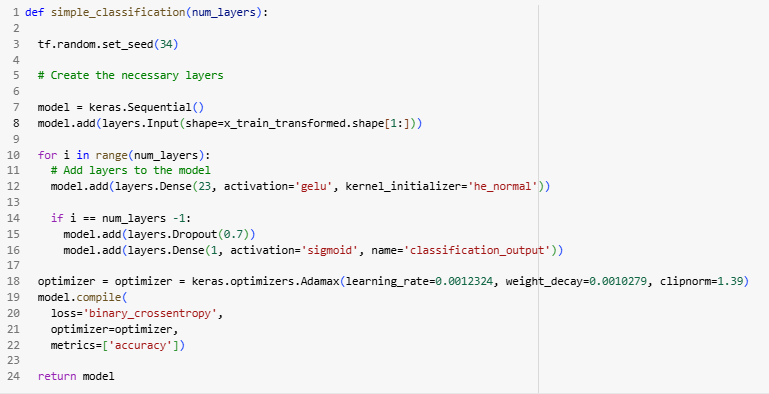 1 def simple_classification(num_layers):
2
3 tf.random.set_seed(34)
4
5 # Create the necessary layers
6
7 model = keras.Sequential()
8 model.add(layers.Input(shape=x_train_transformed.shape[1:]))
9
10 for i in range(num_layers):
11 # Add layers to the model
12 model.add(layers.Dense(23, activation='gelu', kernel_initializer='he_normal'))
13
14 if i == num_layers -1:
15 model.add(layers.Dropout(0.7))
16 model.add(layers.Dense(1, activation='sigmoid', name='classification_output'))
17
18 optimizer = optimizer = keras.optimizers.Adamax(learning_rate=0.0012324, weight_decay=0.0010279, clipnorm=1.39)
19 model.compile(
20 loss='binary_crossentropy',
21 optimizer=optimizer,
22 metrics=['accuracy'])
23
24 return model